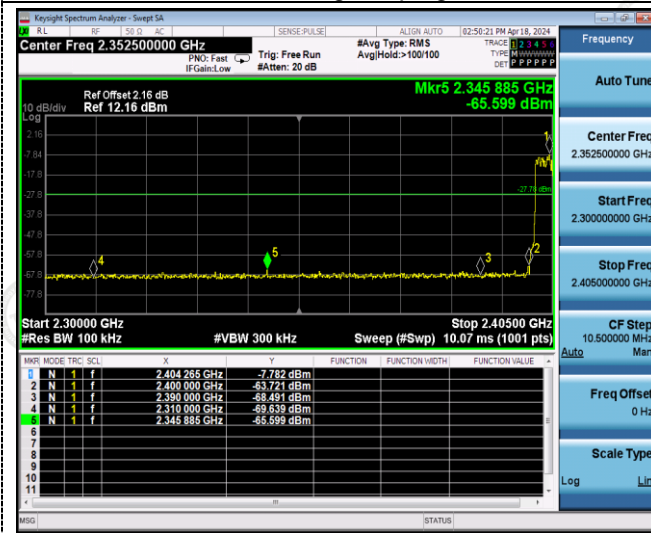 Keysight Spectrum Analyzer - Swept SA
RL RF 50 Ω AC SENSE:PULSE ALIGN AUTO 02:50:21 PM Apr 18, 2024
Center Freq 2.352500000 GHz
PNO: Fast
IFGain:Low
Trig: Free Run
#Atten: 20 dB
#Avg Type: RMS
Avg|Hold:>100/100
TRACE 1 2 3 4 5 6
TYPE M W W W W W
DET P P P P P P
Mkr5 2.345 885 GHz
-65.599 dBm
Ref Offset 2.16 dB
10 dB/div Ref 12.16 dBm
Log
2.16
-7.84
-17.8
-27.8
-37.8
-47.8
-57.8
-67.8
-77.8
1
-27.78 dBm
4
5
3
2
Start 2.30000 GHz Stop 2.40500 GHz
#Res BW 100 kHz #VBW 300 kHz Sweep (#Swp) 10.07 ms (1001 pts)
MKR MODE TRC SCL X Y FUNCTION FUNCTION WIDTH FUNCTION VALUE
1 N 1 f 2.404 265 GHz -7.782 dBm
2 N 1 f 2.400 000 GHz -63.721 dBm
3 N 1 f 2.390 000 GHz -68.491 dBm
4 N 1 f 2.310 000 GHz -69.639 dBm
5 N 1 f 2.345 885 GHz -65.599 dBm
6
7
8
9
10
11
MSG STATUS
Frequency
Auto Tune
Center Freq
2.352500000 GHz
Start Freq
2.300000000 GHz
Stop Freq
2.405000000 GHz
CF Step
10.500000 MHz
Auto Man
Freq Offset
0 Hz
Scale Type
Log Lin